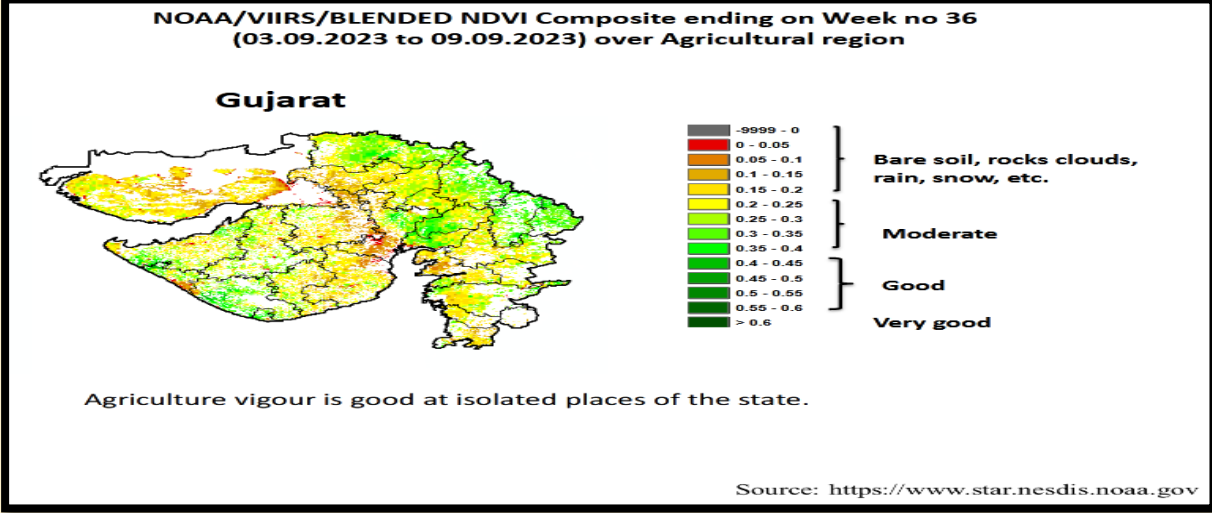 NOAA/VIIRS/BLENDED NDVI Composite ending on Week no 36
(03.09.2023 to 09.09.2023) over Agricultural region
Gujarat
-9999 - 0
0 - 0.05
0.05 - 0.1
0.1 - 0.15
0.15 - 0.2
0.2 - 0.25
0.25 - 0.3
0.3 - 0.35
0.35 - 0.4
0.4 - 0.45
0.45 - 0.5
0.5 - 0.55
0.55 - 0.6
> 0.6
Bare soil, rocks clouds,
rain, snow, etc.
Moderate
Good
Very good
Agriculture vigour is good at isolated places of the state.
Source: https://www.star.nesdis.noaa.gov